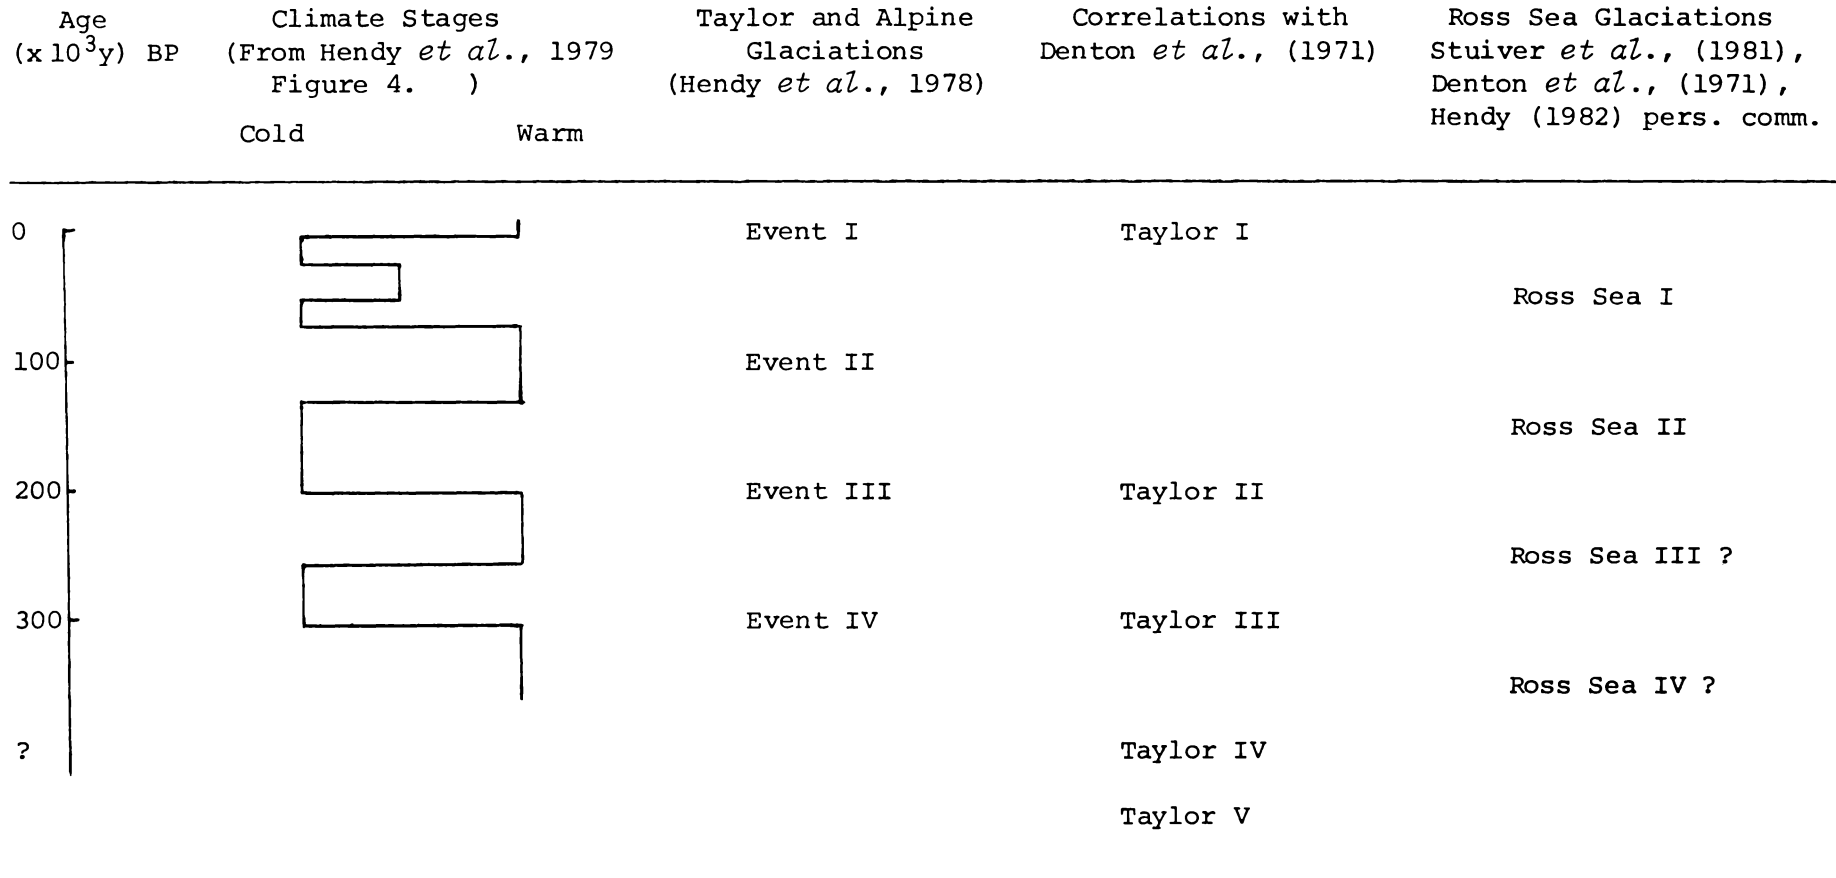 Age Climate Stages Taylor and Alpine Correlations with Ross Sea Glaciations
(x 10³y) BP (From Hendy et al., 1979 Glaciations Denton et al., (1971) Stuiver et al., (1981),
Figure 4. ) (Hendy et al., 1978) Denton et al., (1971),
Hendy (1982) pers. comm.
Cold Warm
0 Event I Taylor I
Ross Sea I
100 Event II
Ross Sea II
200 Event III Taylor II
Ross Sea III ?
300 Event IV Taylor III
Ross Sea IV ?
? Taylor IV
Taylor V